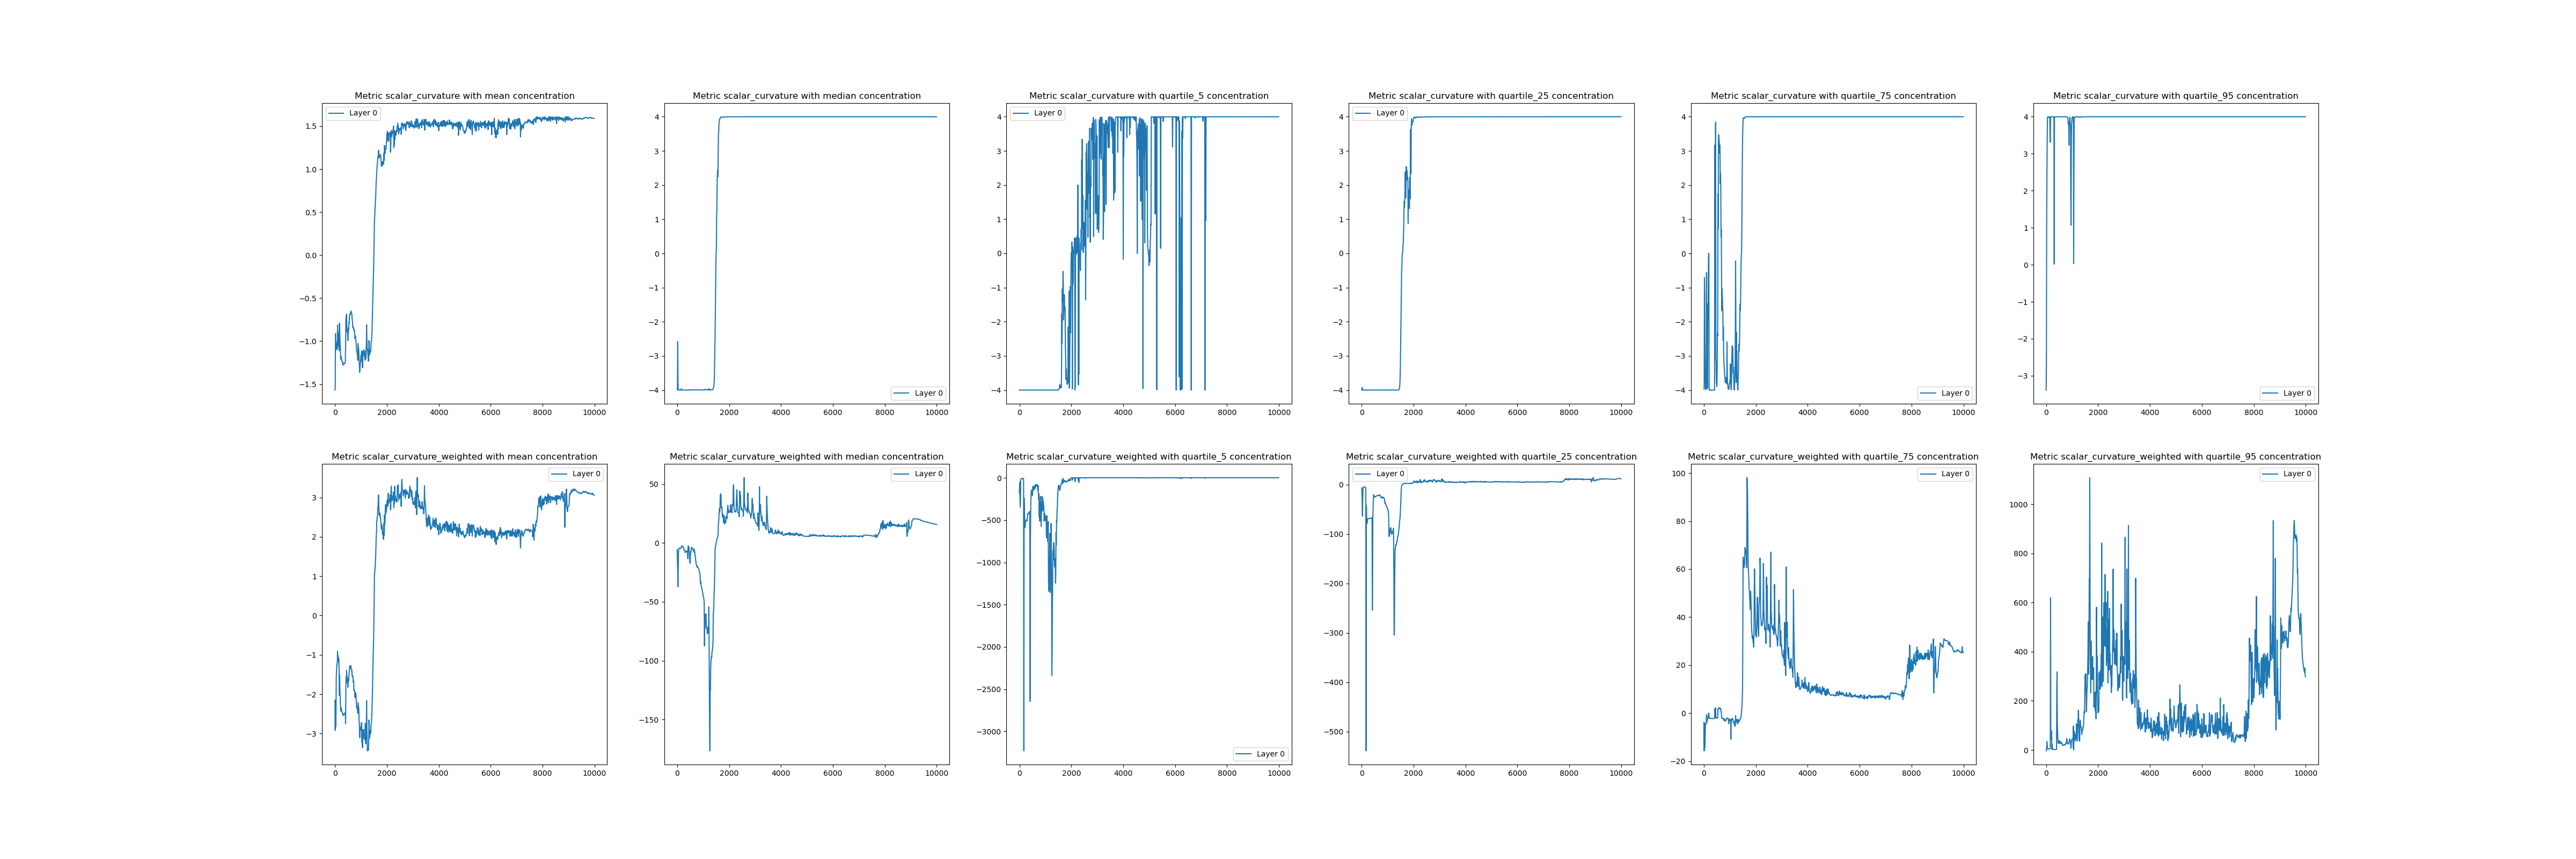 Metric scalar_curvature with mean concentration
Layer 0
1.5
1.0
0.5
0.0
−0.5
−1.0
−1.5
0 2000 4000 6000 8000 10000
Metric scalar_curvature with median concentration
4
3
2
1
0
−1
−2
−3
−4
Layer 0
0 2000 4000 6000 8000 10000
Metric scalar_curvature with quartile_5 concentration
Layer 0
4
3
2
1
0
−1
−2
−3
−4
0 2000 4000 6000 8000 10000
Metric scalar_curvature with quartile_25 concentration
Layer 0
4
3
2
1
0
−1
−2
−3
−4
0 2000 4000 6000 8000 10000
Metric scalar_curvature with quartile_75 concentration
4
3
2
1
0
−1
−2
−3
−4
Layer 0
0 2000 4000 6000 8000 10000
Metric scalar_curvature with quartile_95 concentration
4
3
2
1
0
−1
−2
−3
Layer 0
0 2000 4000 6000 8000 10000
Metric scalar_curvature_weighted with mean concentration
Layer 0
3
2
1
0
−1
−2
−3
0 2000 4000 6000 8000 10000
Metric scalar_curvature_weighted with median concentration
Layer 0
50
0
−50
−100
−150
0 2000 4000 6000 8000 10000
Metric scalar_curvature_weighted with quartile_5 concentration
0
−500
−1000
−1500
−2000
−2500
−3000
Layer 0
0 2000 4000 6000 8000 10000
Metric scalar_curvature_weighted with quartile_25 concentration
Layer 0
0
−100
−200
−300
−400
−500
0 2000 4000 6000 8000 10000
Metric scalar_curvature_weighted with quartile_75 concentration
Layer 0
100
80
60
40
20
0
−20
0 2000 4000 6000 8000 10000
Metric scalar_curvature_weighted with quartile_95 concentration
Layer 0
1000
800
600
400
200
0
0 2000 4000 6000 8000 10000